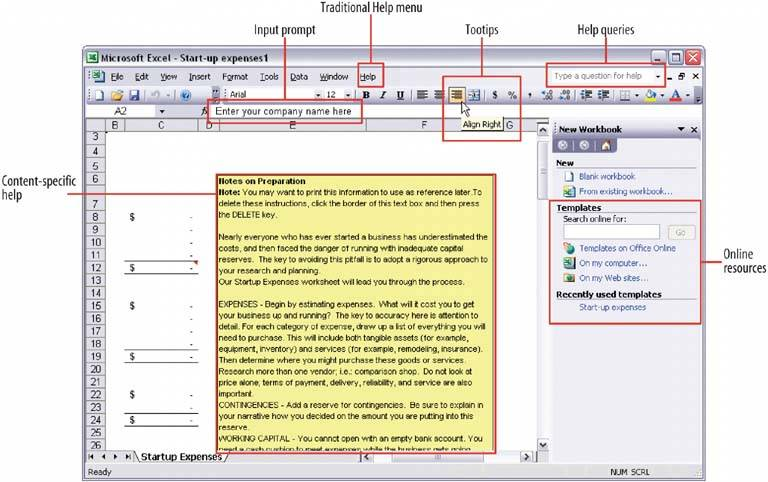 Traditional Help menu
Input prompt
Tootips
Help queries
Microsoft Excel - Start-up expenses1
File Edit View Insert Format Tools Data Window Help
Type a question for help
Arial 12 B I U $ % ,
A2 fx Enter your company name here
Align Right
B C D E F G
New Workbook
New
Blank workbook
From existing workbook...
Templates
Search online for:
Go
Templates on Office Online
On my computer...
On my Web sites...
Recently used templates
Start-up expenses
Online
resources
Content-specific
help
3
4
5
6
7
8 $ -
9 -
10 -
11 -
12 $ -
13
14
15 $ -
16 -
17 -
18 -
19 $ -
20
21
22 $ -
23 -
24 $ -
25
26
Notes on Preparation
Note: You may want to print this information to use as reference later.To
delete these instructions, click the border of this text box and then press
the DELETE key.
Nearly everyone who has ever started a business has underestimated the
costs, and then faced the danger of running with inadequate capital
reserves. The key to avoiding this pitfall is to adopt a rigorous approach to
your research and planning.
Our Startup Expenses worksheet will lead you through the process.
EXPENSES - Begin by estimating expenses. What will it cost you to get
your business up and running? The key to accuracy here is attention to
detail. For each category of expense, draw up a list of everything you will
need to purchase. This will include both tangible assets (for example,
equipment, inventory) and services (for example, remodeling, insurance).
Then determine where you might purchase these goods or services.
Research more than one vendor; i.e.: comparison shop. Do not look at
price alone; terms of payment, delivery, reliability, and service are also
important.
CONTINGENCIES - Add a reserve for contingencies. Be sure to explain in
your narrative how you decided on the amount you are putting into this
reserve.
WORKING CAPITAL - You cannot open with an empty bank account. You
need a cash cushion to meet expenses while the business gets going.
Startup Expenses
Ready
NUM SCRL